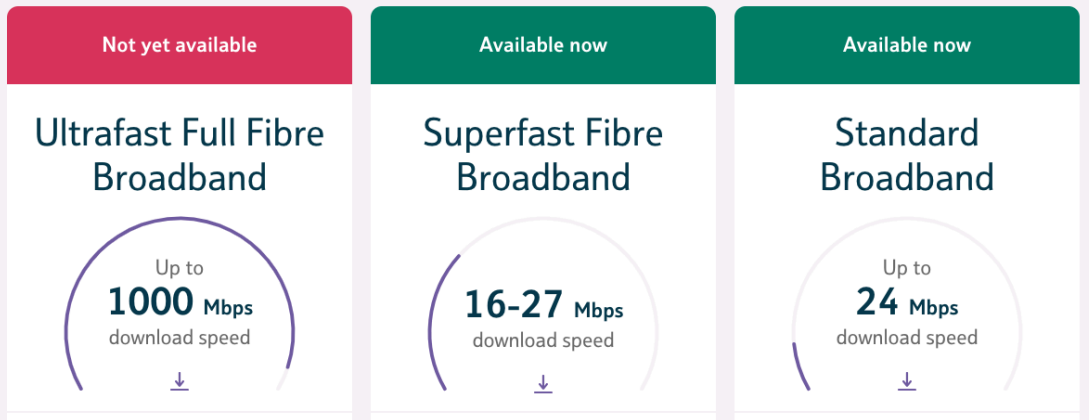 Not yet available
Ultrafast Full Fibre
Broadband
Up to
1000 Mbps
download speed
Available now
Superfast Fibre
Broadband
16-27 Mbps
download speed
Available now
Standard
Broadband
Up to
24 Mbps
download speed